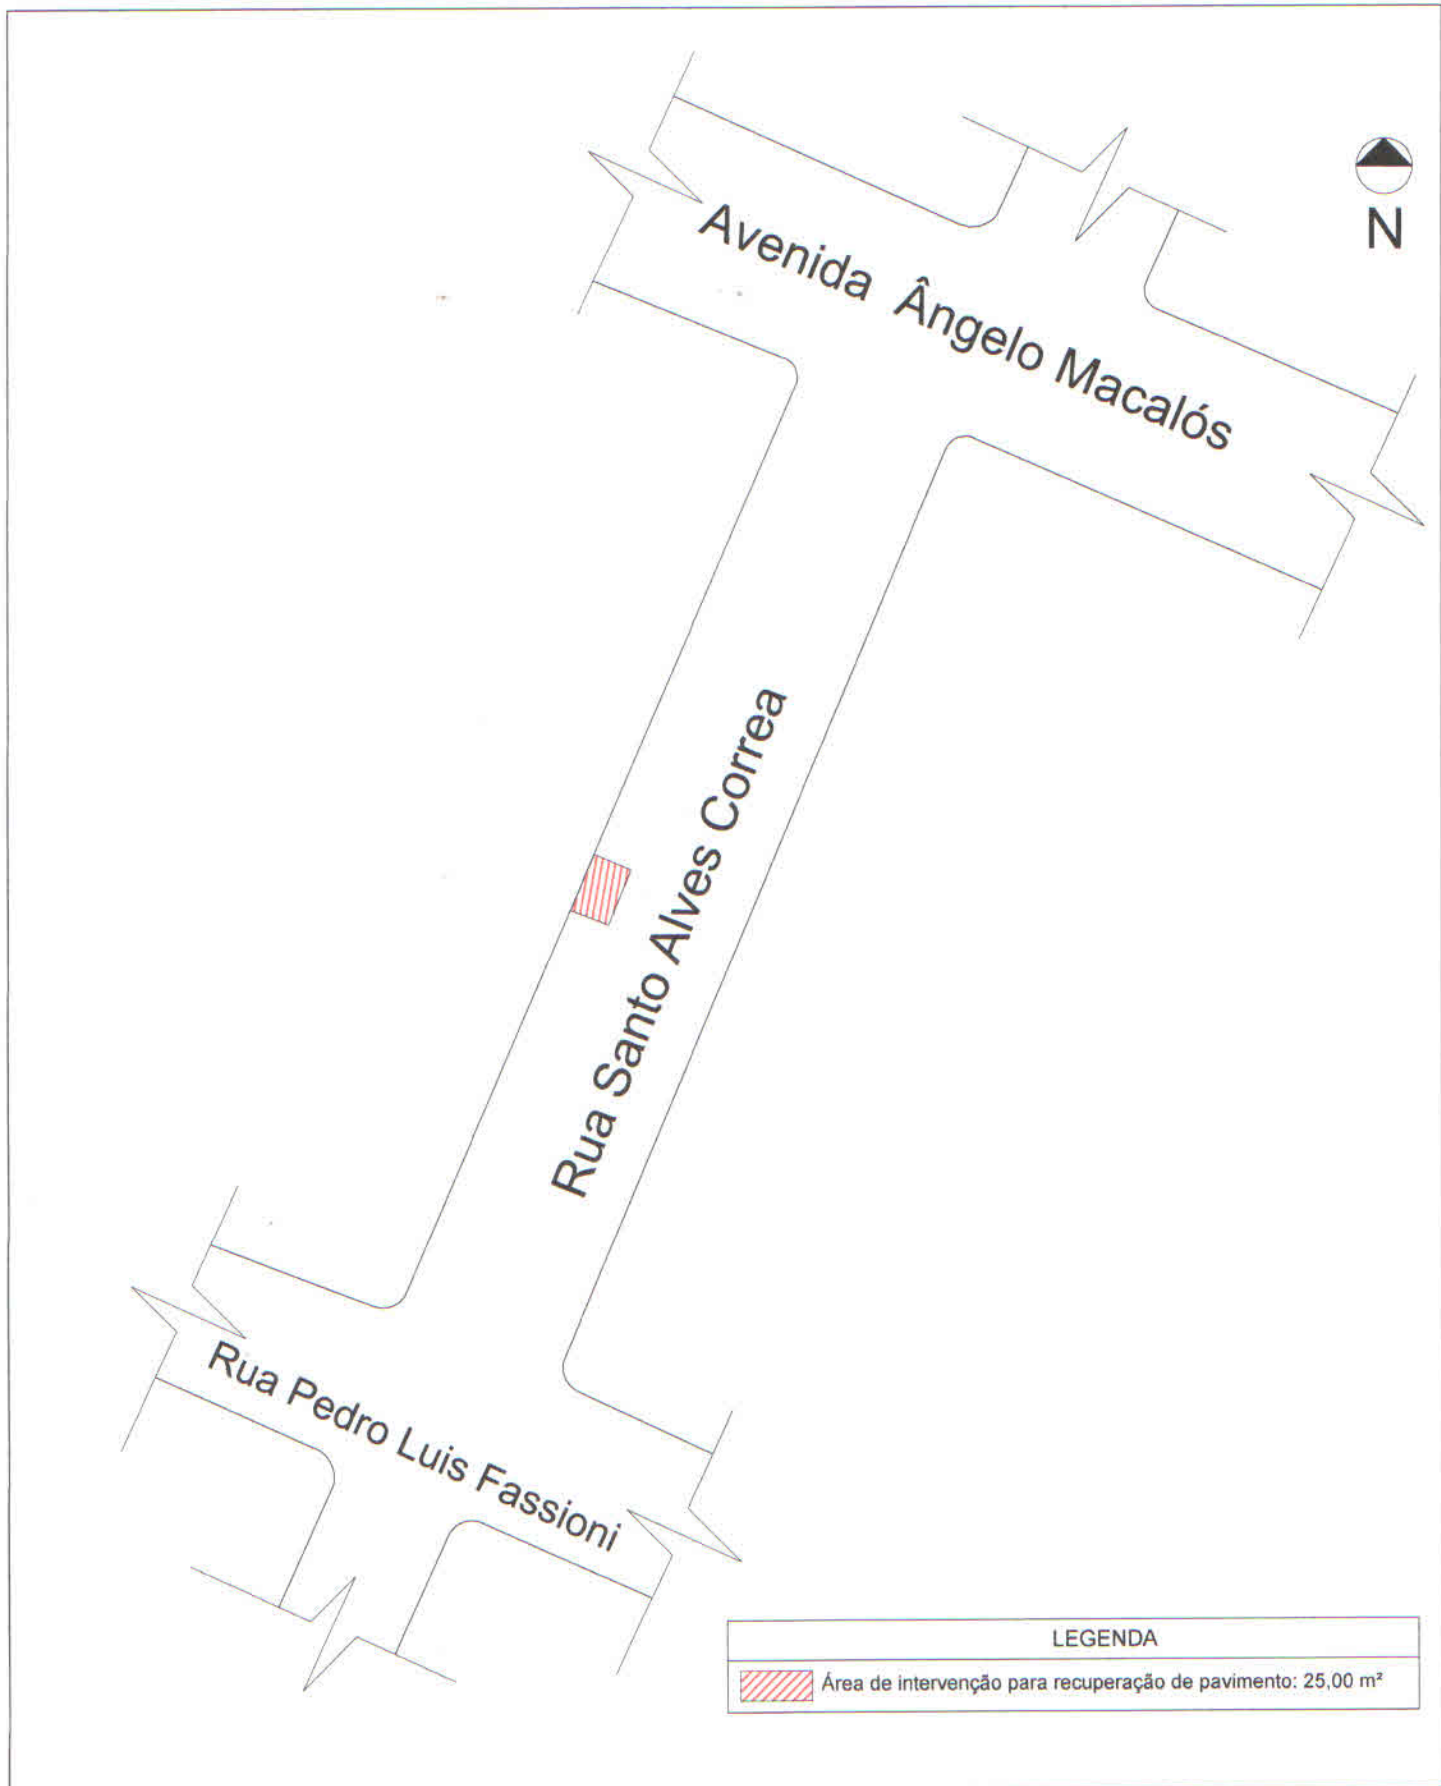 N
Avenida Ângelo Macalós
Rua Santo Alves Correa
Rua Pedro Luis Fassioni
LEGENDA
Área de intervenção para recuperação de pavimento: 25,00 m²